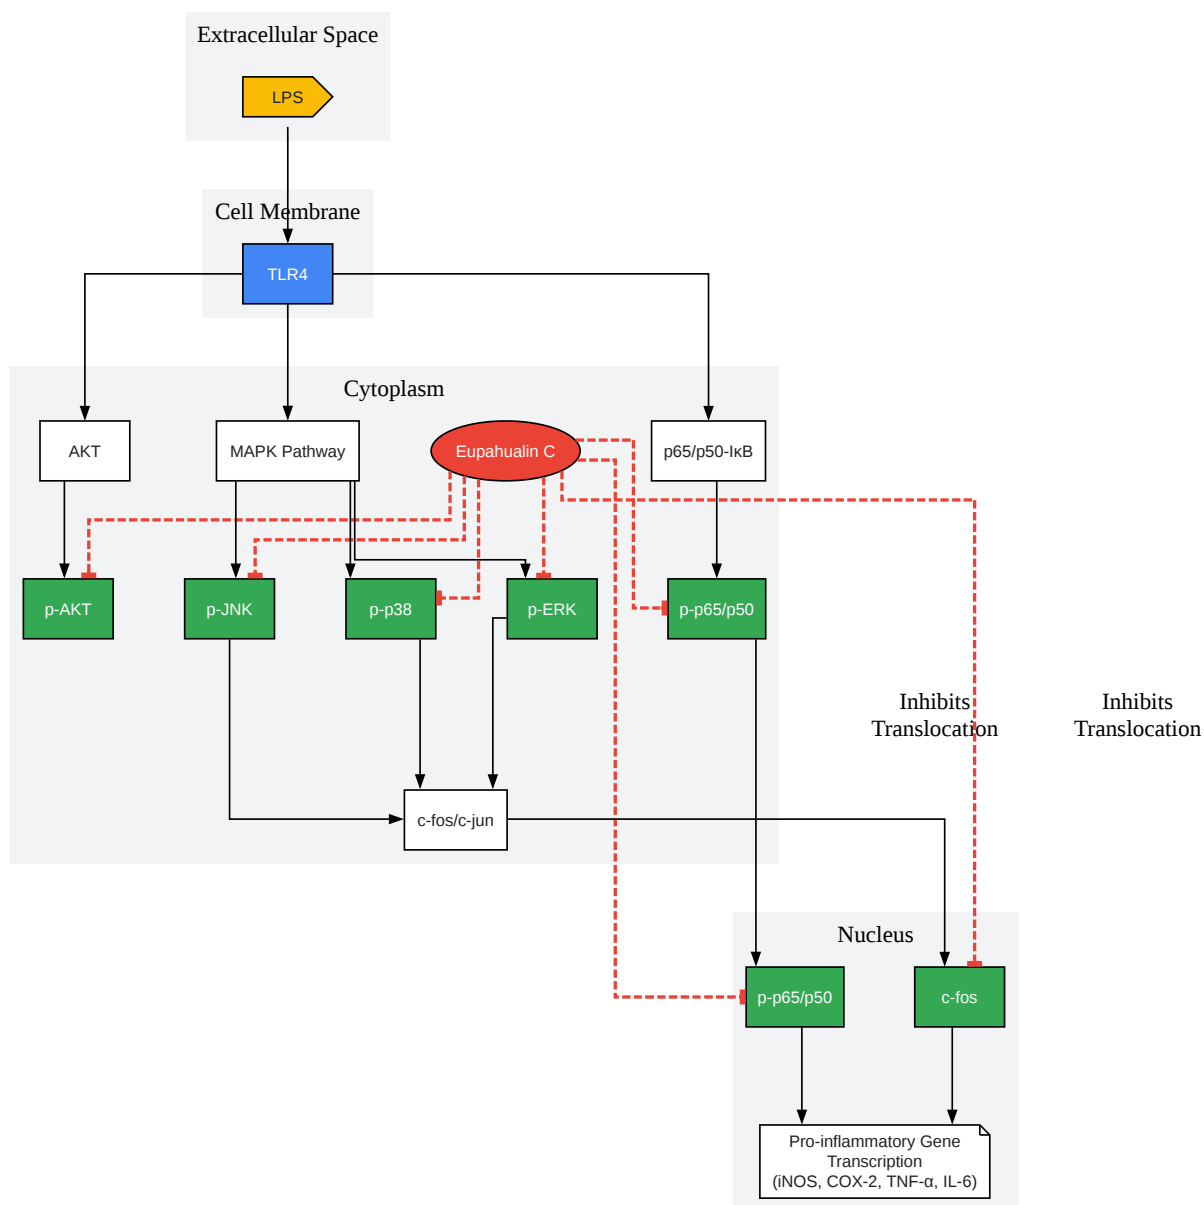 Extracellular Space
LPS
Cell Membrane
TLR4
Cytoplasm
AKT
MAPK Pathway
Eupahualin C
p65/p50-IκB
p-AKT
p-JNK
p-p38
p-ERK
p-p65/p50
Inhibits
Translocation
Inhibits
Translocation
c-fos/c-jun
Nucleus
p-p65/p50
c-fos
Pro-inflammatory Gene
Transcription
(iNOS, COX-2, TNF-α, IL-6)